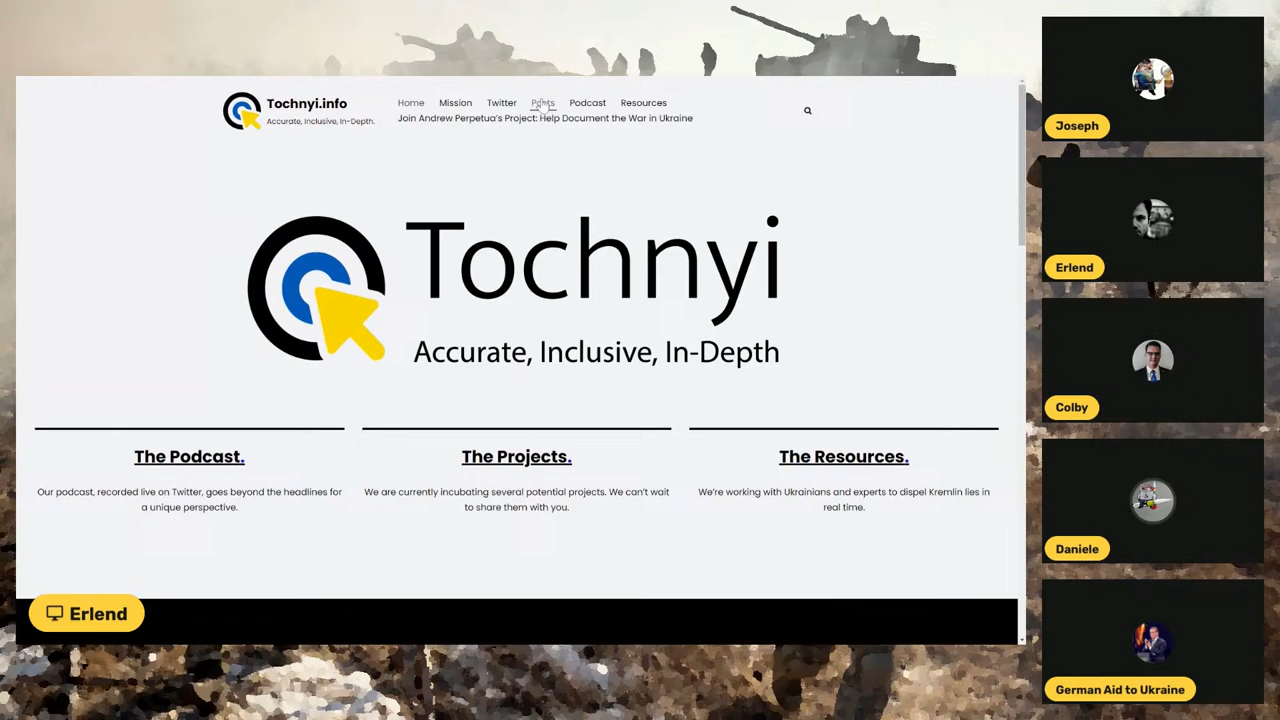 Tochnyi.info
Accurate, Inclusive, In-Depth.
Home Mission Twitter Posts Podcast Resources
Join Andrew Perpetua's Project: Help Document the War in Ukraine
Tochnyi
Accurate, Inclusive, In-Depth
The Podcast.
Our podcast, recorded live on Twitter, goes beyond the headlines for
a unique perspective.
The Projects.
We are currently incubating several potential projects. We can't wait
to share them with you.
The Resources.
We're working with Ukrainians and experts to dispel Kremlin lies in
real time.
Erlend
Joseph
Erlend
Colby
Daniele
German Aid to Ukraine